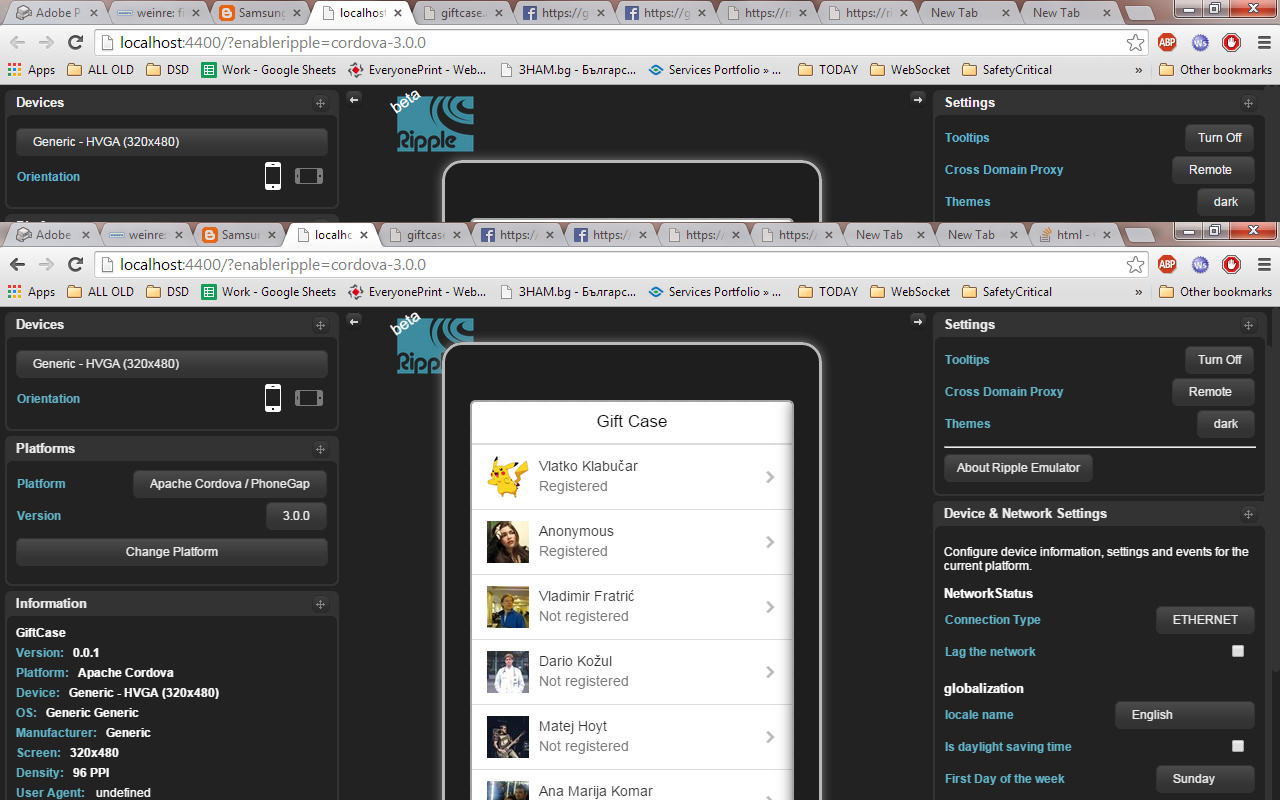 Adobe P
weinre: fi
Samsung
localhost
giftcase.
https://g
https://g
https://ri
https://ri
New Tab
New Tab
localhost:4400/?enableripple=cordova-3.0.0
ABP
Ws
Apps
ALL OLD
DSD
Work - Google Sheets
EveryonePrint - Web...
ЗНАМ.bg - Българс...
Services Portfolio » ...
TODAY
WebSocket
SafetyCritical
»
Other bookmarks
Devices
Generic - HVGA (320x480)
Orientation
beta
Ripple
Settings
Tooltips
Turn Off
Cross Domain Proxy
Remote
Themes
dark
Adobe
weinre:
Samsu
localho
giftcase
https:/
https:/
https:/
https:/
New Tab
New Tab
html -
localhost:4400/?enableripple=cordova-3.0.0
ABP
Ws
Apps
ALL OLD
DSD
Work - Google Sheets
EveryonePrint - Web...
ЗНАМ.bg - Българс...
Services Portfolio » ...
TODAY
WebSocket
SafetyCritical
»
Other bookmarks
Devices
Generic - HVGA (320x480)
Orientation
Platforms
Platform
Apache Cordova / PhoneGap
Version
3.0.0
Change Platform
Information
GiftCase
Version: 0.0.1
Platform: Apache Cordova
Device: Generic - HVGA (320x480)
OS: Generic Generic
Manufacturer: Generic
Screen: 320x480
Density: 96 PPI
User Agent: undefined
beta
Rippl
Gift Case
Vlatko Klabučar
Registered
Anonymous
Registered
Vladimir Fratrić
Not registered
Dario Kožul
Not registered
Matej Hoyt
Not registered
Ana Marija Komar
Settings
Tooltips
Turn Off
Cross Domain Proxy
Remote
Themes
dark
About Ripple Emulator
Device & Network Settings
Configure device information, settings and events for the
current platform.
NetworkStatus
Connection Type
ETHERNET
Lag the network
globalization
locale name
English
Is daylight saving time
First Day of the week
Sunday